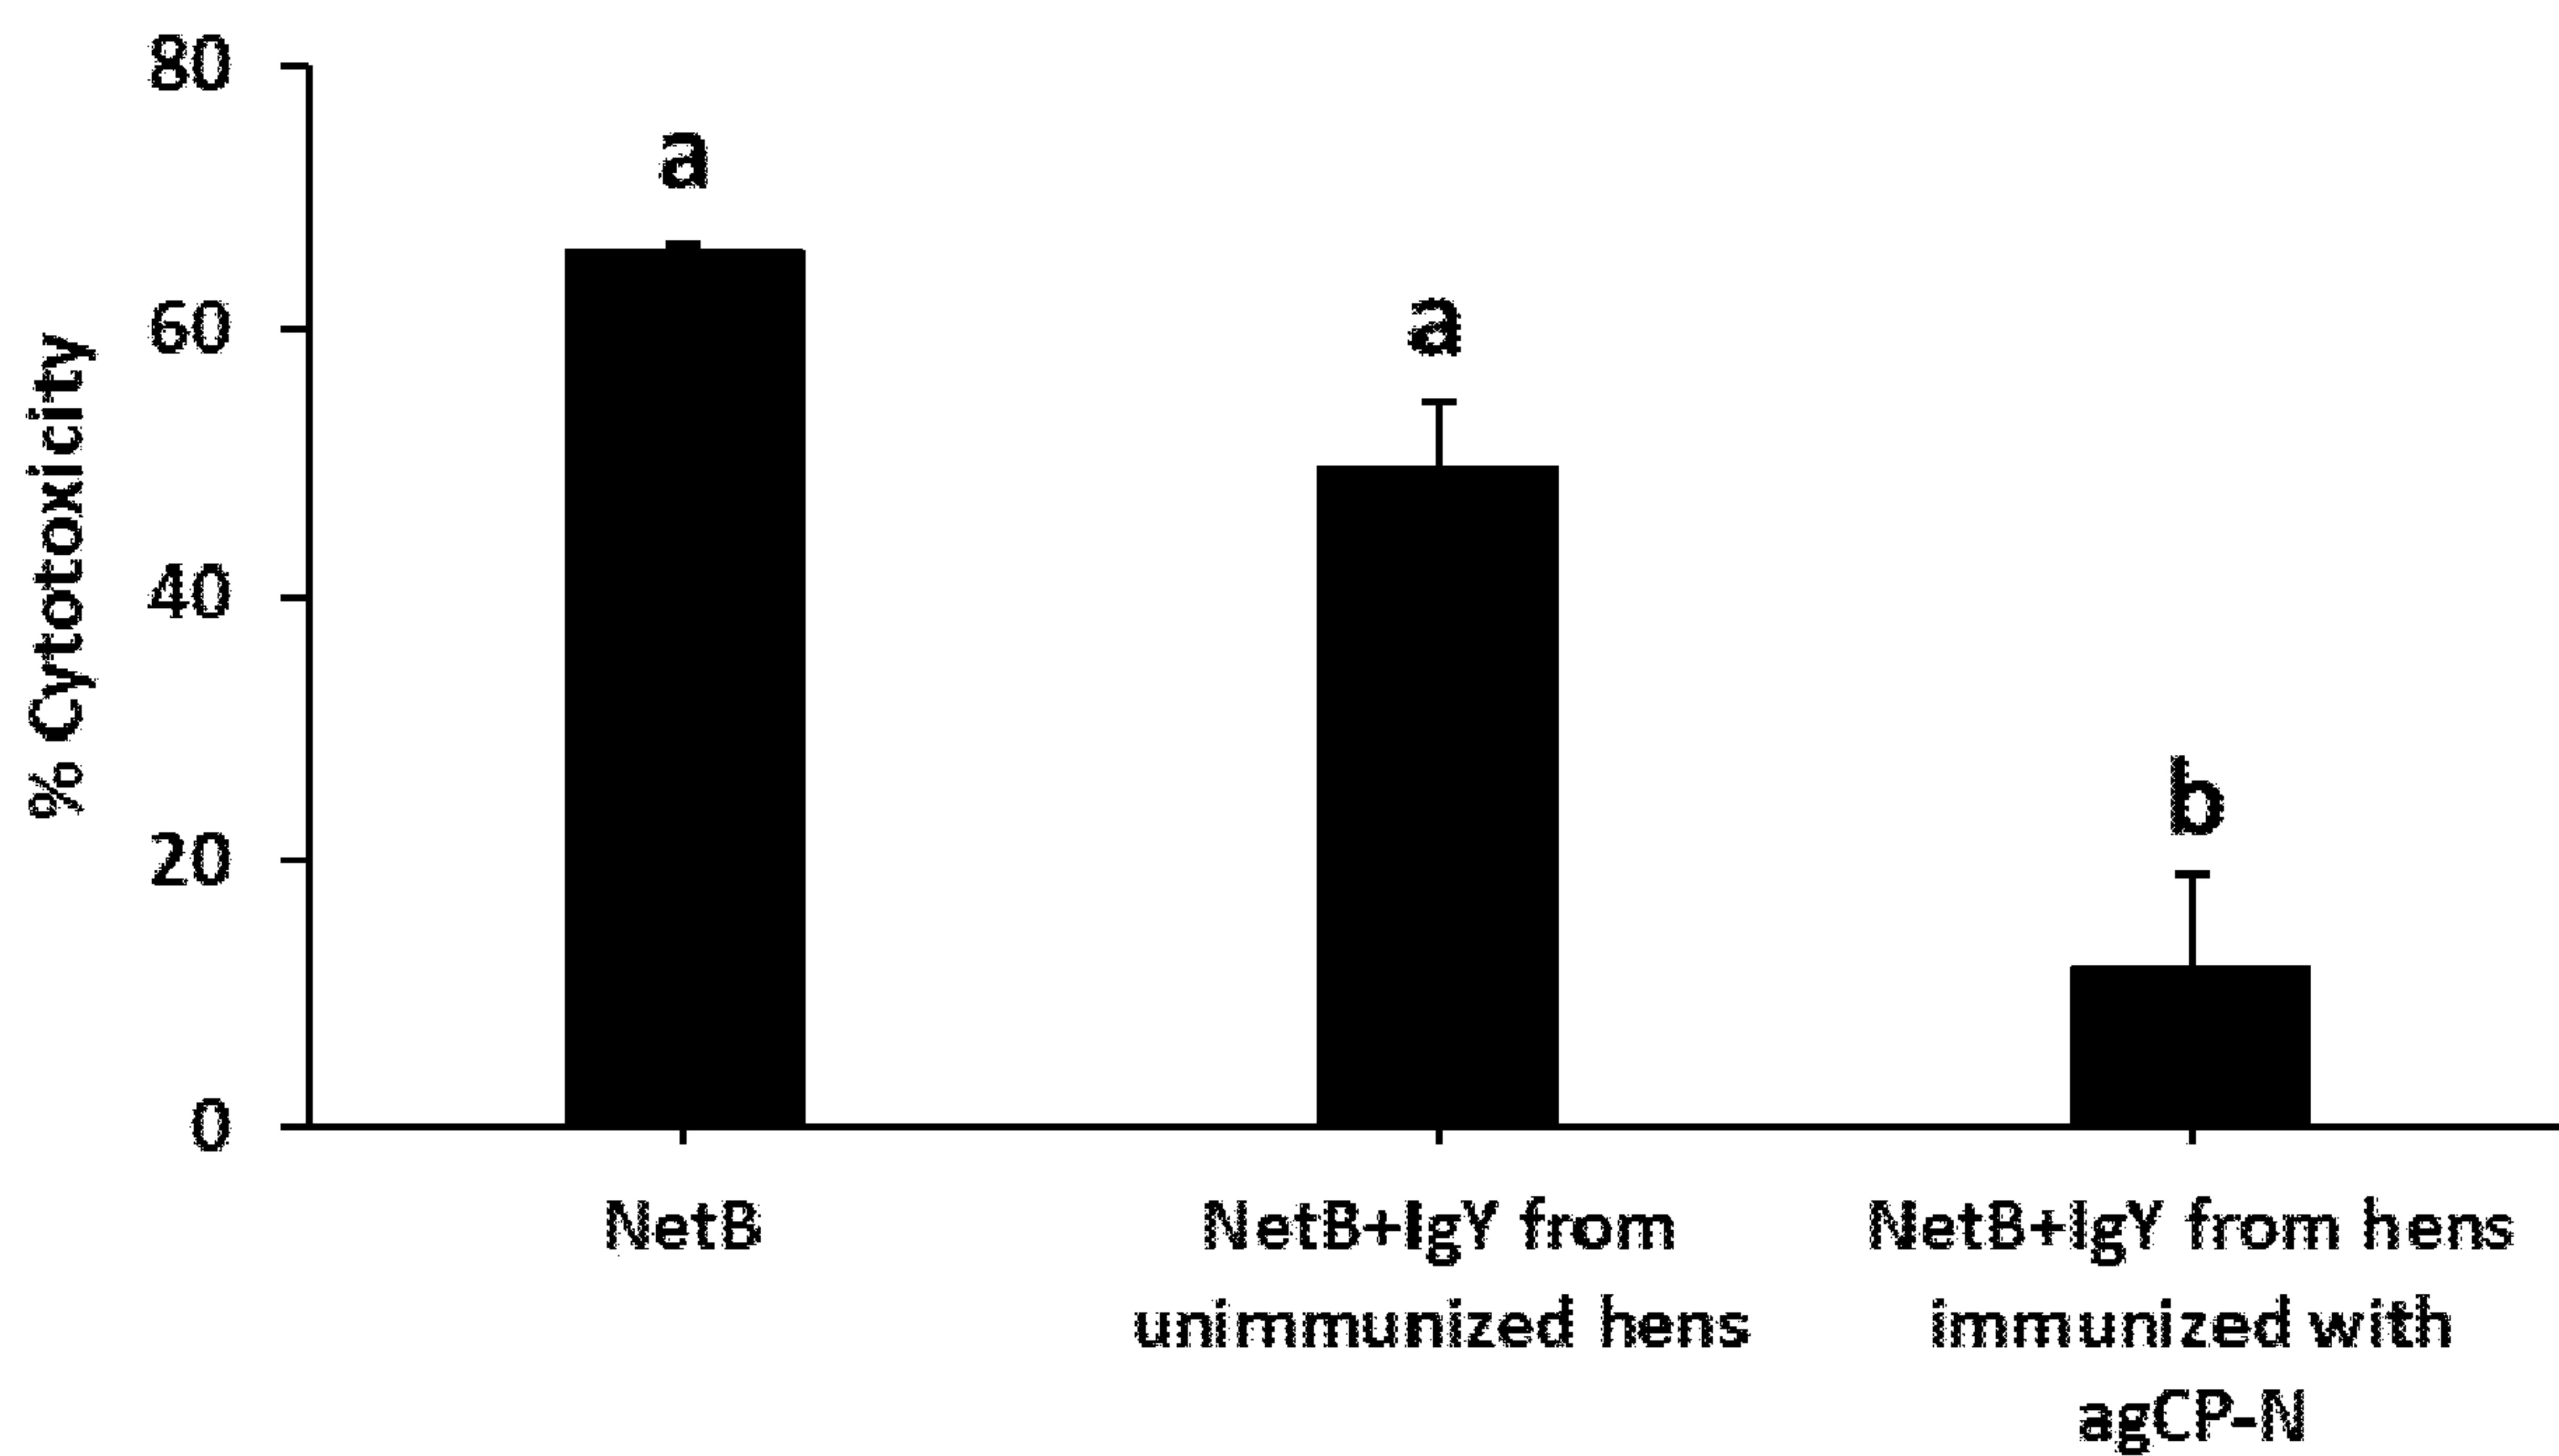 80
60
40
20
0
% Cytotoxicity
a
a
b
NetB
NetB+IgY from
unimmunized hens
NetB+IgY from hens
immunized with
agCP-N